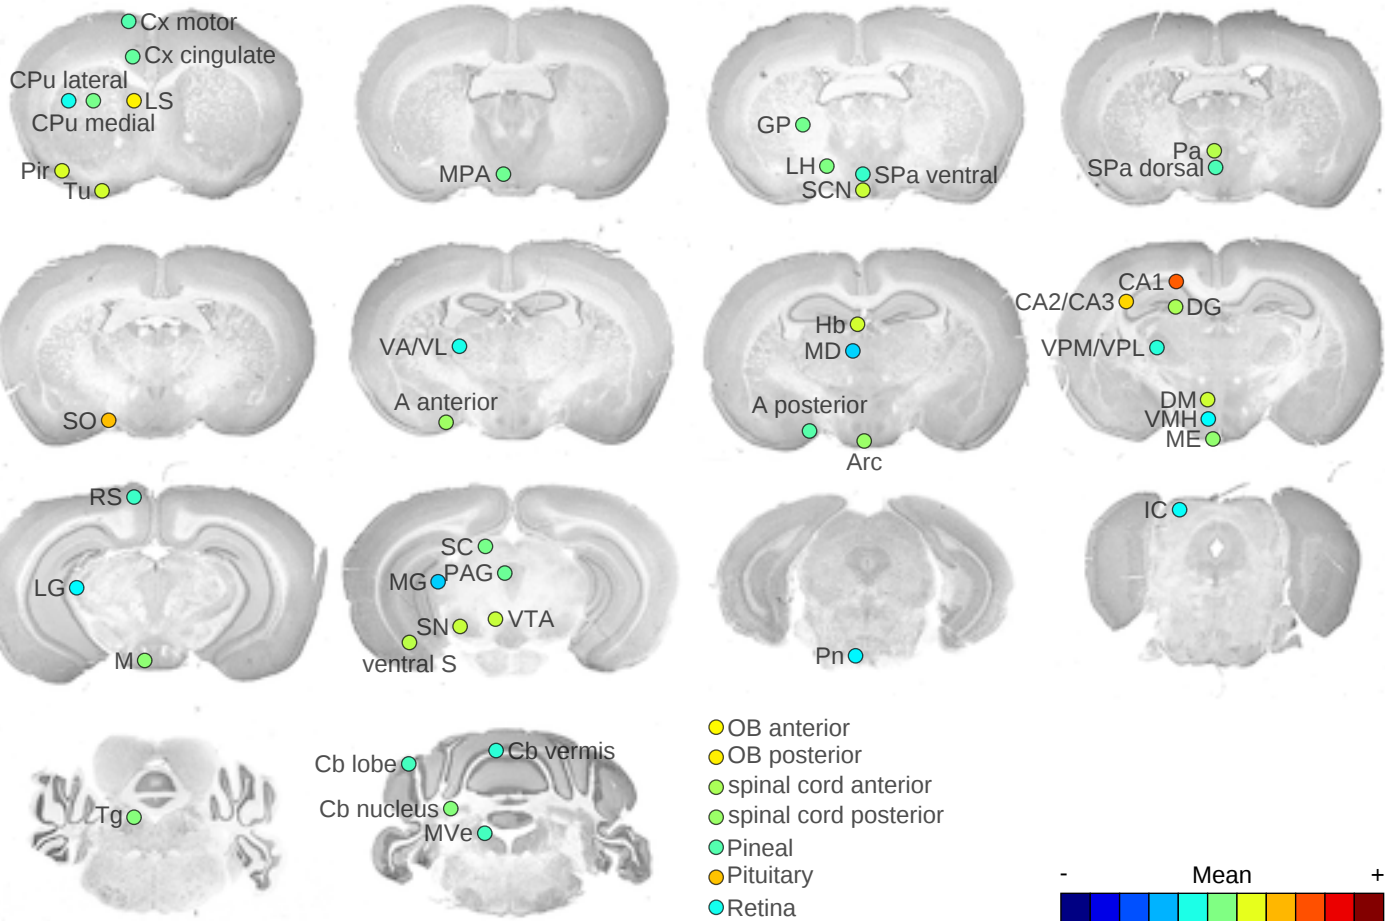 Cx motor
Cx cingulate
CPu lateral
LS
CPu medial
Pir
Tu
MPA
GP
LH
SPa ventral
SCN
Pa
SPa dorsal
SO
VA/VL
A anterior
Hb
MD
A posterior
Arc
CA1
CA2/CA3
DG
VPM/VPL
DM
VMH
ME
RS
LG
M
SC
MG
PAG
SN
VTA
ventral S
Pn
IC
Tg
Cb lobe
Cb vermis
Cb nucleus
MVe
OB anterior
OB posterior
spinal cord anterior
spinal cord posterior
Pineal
Pituitary
Retina
- Mean +